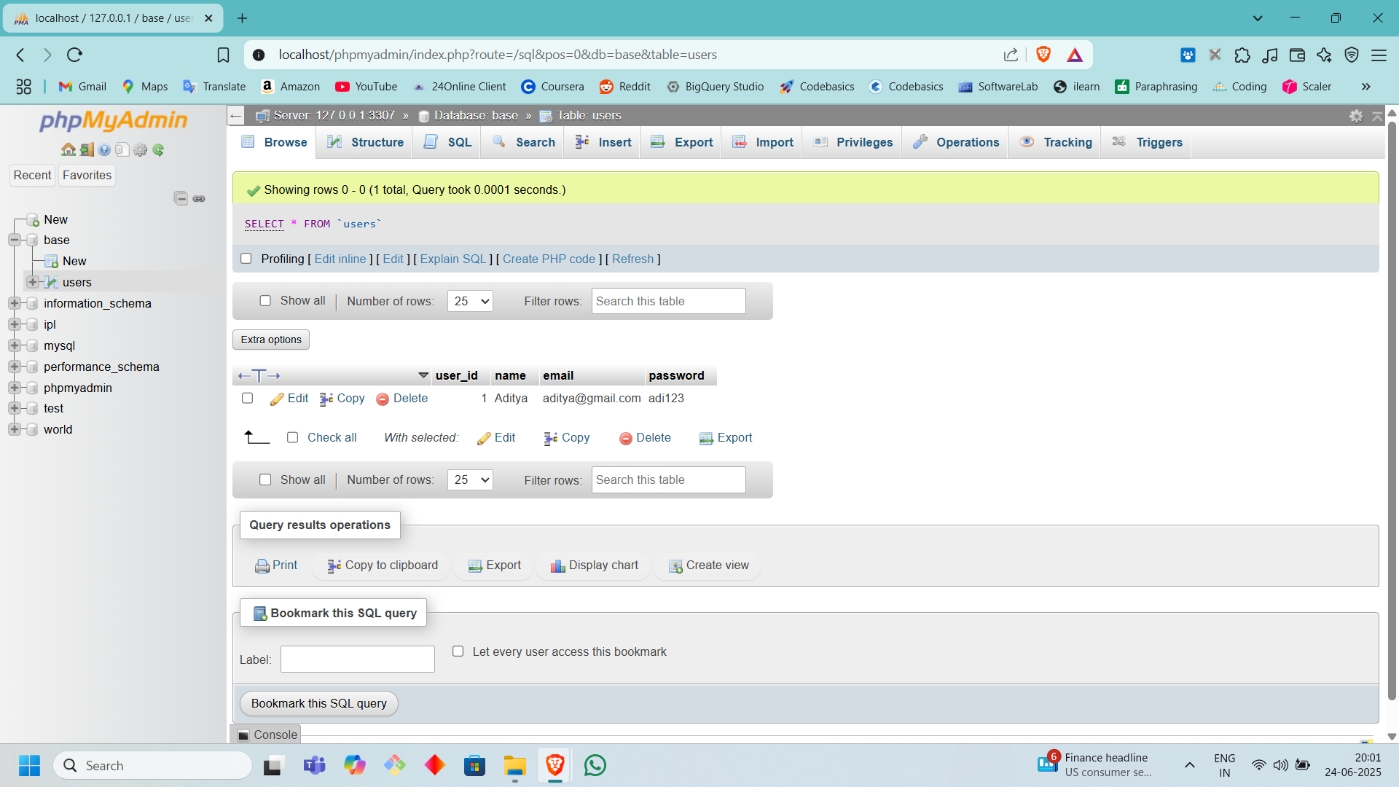 localhost / 127.0.0.1 / base / use
localhost/phpmyadmin/index.php?route=/sql&pos=0&db=base&table=users
Gmail Maps Translate Amazon YouTube 24Online Client Coursera Reddit BigQuery Studio Codebasics Codebasics SoftwareLab ilearn Paraphrasing Coding Scaler
phpMyAdmin
Recent Favorites
New
base
New
users
information_schema
ipl
mysql
performance_schema
phpmyadmin
test
world
Server: 127.0.0.1:3307 » Database: base » Table: users
Browse Structure SQL Search Insert Export Import Privileges Operations Tracking Triggers
Showing rows 0 - 0 (1 total, Query took 0.0001 seconds.)
SELECT * FROM `users`
Profiling [ Edit inline ] [ Edit ] [ Explain SQL ] [ Create PHP code ] [ Refresh ]
Show all Number of rows: 25 Filter rows: Search this table
Extra options
←T→ user_id name email password
Edit Copy Delete 1 Aditya aditya@gmail.com adi123
Check all With selected: Edit Copy Delete Export
Show all Number of rows: 25 Filter rows: Search this table
Query results operations
Print Copy to clipboard Export Display chart Create view
Bookmark this SQL query
Label: Let every user access this bookmark
Bookmark this SQL query
Console
Search
6 Finance headline
US consumer se...
ENG
IN
20:01
24-06-2025